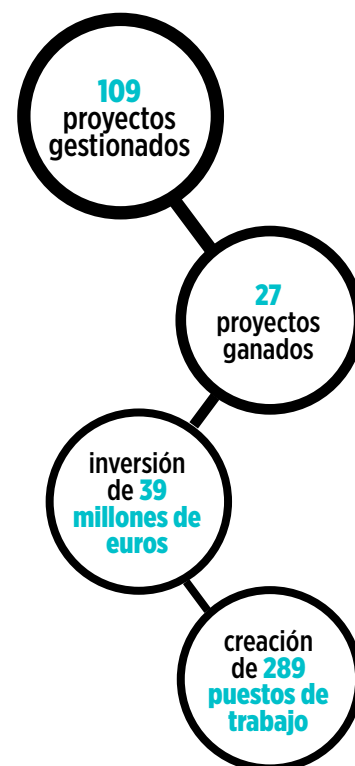 109
proyectos
gestionados
27
proyectos
ganados
inversión
de 39
millones de
euros
creación
de 289
puestos de
trabajo